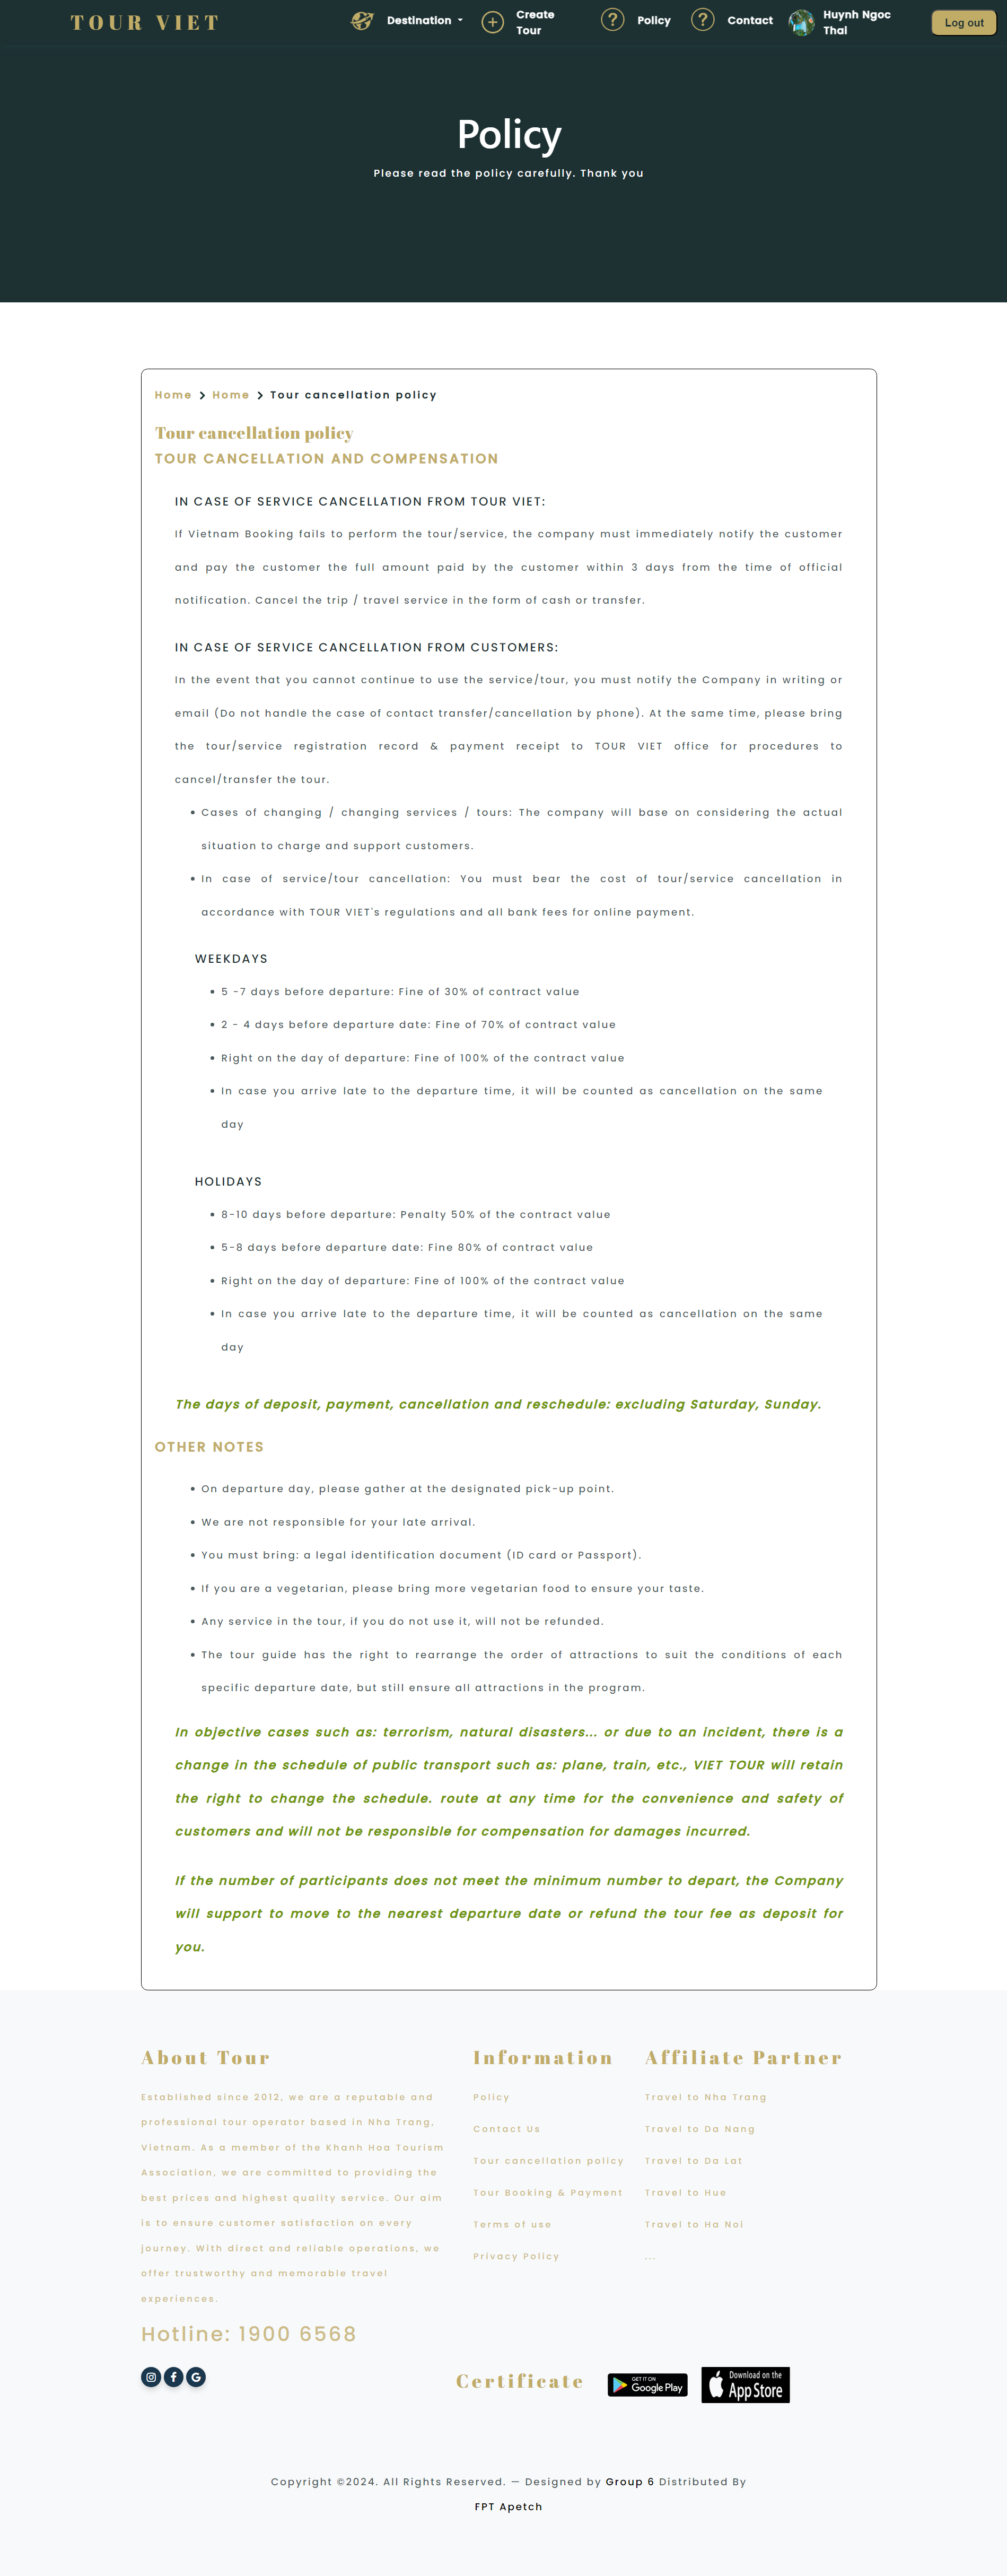 TOUR VIET
Destination
Create
Tour
Policy
Contact
Huynh Ngoc
Thai
Log out
Policy
Please read the policy carefully. Thank you
Home > Home > Tour cancellation policy
Tour cancellation policy
TOUR CANCELLATION AND COMPENSATION
IN CASE OF SERVICE CANCELLATION FROM TOUR VIET:
If Vietnam Booking fails to perform the tour/service, the company must immediately notify the customer
and pay the customer the full amount paid by the customer within 3 days from the time of official
notification. Cancel the trip / travel service in the form of cash or transfer.
IN CASE OF SERVICE CANCELLATION FROM CUSTOMERS:
In the event that you cannot continue to use the service/tour, you must notify the Company in writing or
email (Do not handle the case of contact transfer/cancellation by phone). At the same time, please bring
the tour/service registration record & payment receipt to TOUR VIET office for procedures to
cancel/transfer the tour.
• Cases of changing / changing services / tours: The company will base on considering the actual
situation to charge and support customers.
• In case of service/tour cancellation: You must bear the cost of tour/service cancellation in
accordance with TOUR VIET's regulations and all bank fees for online payment.
WEEKDAYS
• 5 -7 days before departure: Fine of 30% of contract value
• 2 - 4 days before departure date: Fine of 70% of contract value
• Right on the day of departure: Fine of 100% of the contract value
• In case you arrive late to the departure time, it will be counted as cancellation on the same
day
HOLIDAYS
• 8-10 days before departure: Penalty 50% of the contract value
• 5-8 days before departure date: Fine 80% of contract value
• Right on the day of departure: Fine of 100% of the contract value
• In case you arrive late to the departure time, it will be counted as cancellation on the same
day
The days of deposit, payment, cancellation and reschedule: excluding Saturday, Sunday.
OTHER NOTES
• On departure day, please gather at the designated pick-up point.
• We are not responsible for your late arrival.
• You must bring: a legal identification document (ID card or Passport).
• If you are a vegetarian, please bring more vegetarian food to ensure your taste.
• Any service in the tour, if you do not use it, will not be refunded.
• The tour guide has the right to rearrange the order of attractions to suit the conditions of each
specific departure date, but still ensure all attractions in the program.
In objective cases such as: terrorism, natural disasters... or due to an incident, there is a
change in the schedule of public transport such as: plane, train, etc., VIET TOUR will retain
the right to change the schedule. route at any time for the convenience and safety of
customers and will not be responsible for compensation for damages incurred.
If the number of participants does not meet the minimum number to depart, the Company
will support to move to the nearest departure date or refund the tour fee as deposit for
you.
About Tour
Established since 2012, we are a reputable and
professional tour operator based in Nha Trang,
Vietnam. As a member of the Khanh Hoa Tourism
Association, we are committed to providing the
best prices and highest quality service. Our aim
is to ensure customer satisfaction on every
journey. With direct and reliable operations, we
offer trustworthy and memorable travel
experiences.
Hotline: 1900 6568
Information
Policy
Contact Us
Tour cancellation policy
Tour Booking & Payment
Terms of use
Privacy Policy
Affiliate Partner
Travel to Nha Trang
Travel to Da Nang
Travel to Da Lat
Travel to Hue
Travel to Ha Noi
...
Certificate
GET IT ON
Google Play
Download on the
App Store
Copyright ©2024. All Rights Reserved. — Designed by Group 6 Distributed By
FPT Apetch